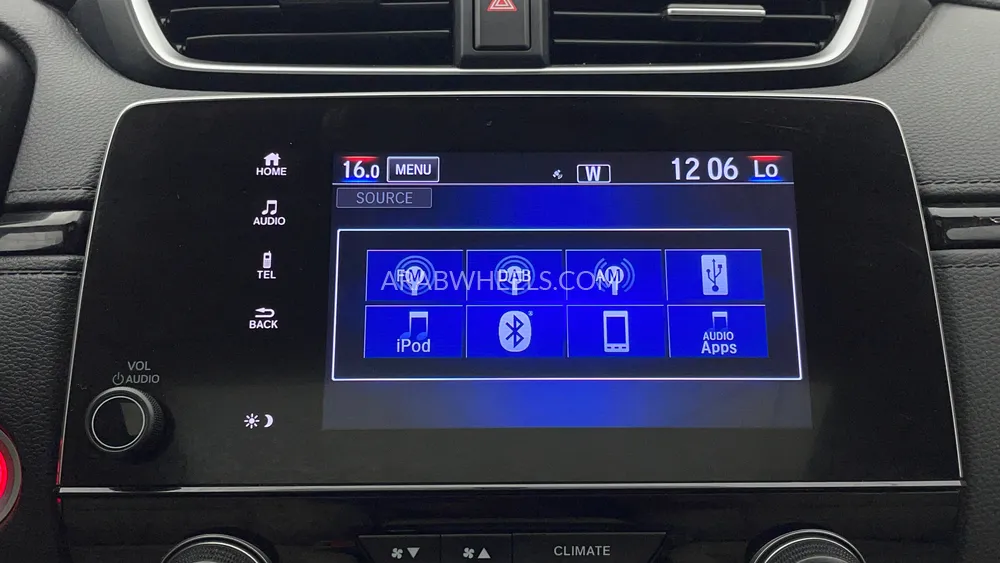 16.0 MENU W 12 06 Lo
SOURCE
HOME
AUDIO
TEL
BACK
FM DAB AM
ARABWHEELS.COM
iPod
AUDIO
Apps
VOL
AUDIO
CLIMATE